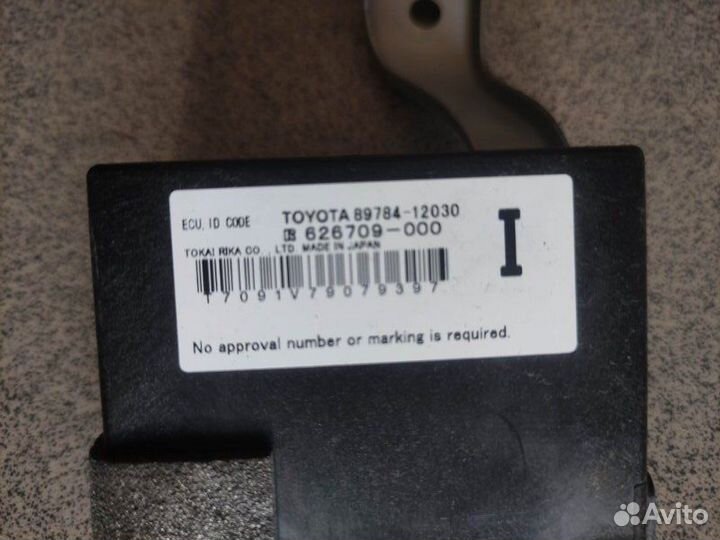 ECU, ID CODE
TOYOTA 89784-12030
626709-000
TOKAI RIKA CO., LTD. MADE IN JAPAN
I
T7091V79079397
No approval number or marking is required.
Avito